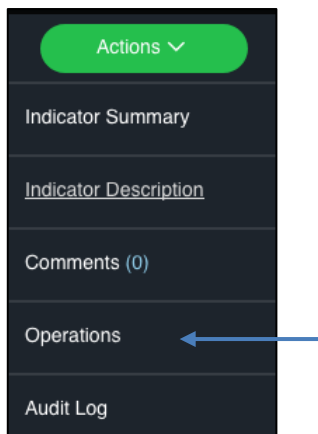 Actions
Indicator Summary
Indicator Description
Comments (0)
Operations
Audit Log